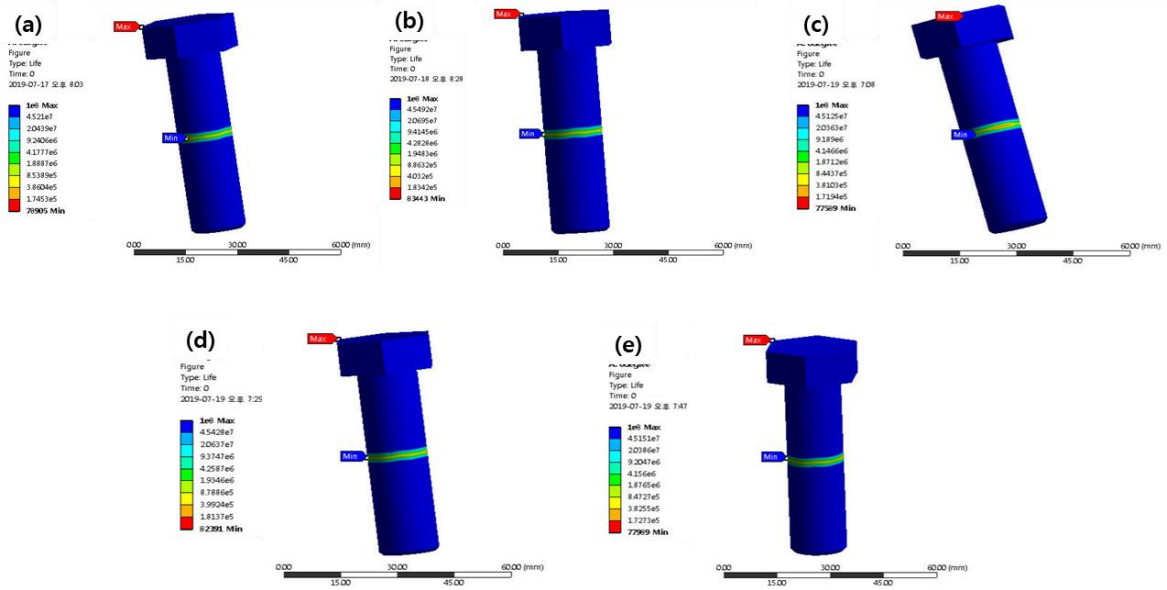 (a)
Max
Figure
Type: Life
Time: 0
2019-07-17 오후 8:03
1e8 Max
4.521e7
2.0439e7
9.2406e6
4.1777e6
1.8887e6
8.5389e5
3.8604e5
1.7453e5
78905 Min
Min
0.00 30.00 60.00 (mm)
15.00 45.00
(b)
Max
Figure
Type: Life
Time: 0
2019-07-18 오후 8:28
1e8 Max
4.5492e7
2.0695e7
9.4145e6
4.2828e6
1.9483e6
8.8632e5
4.032e5
1.8342e5
83443 Min
Min
0.00 30.00 60.00 (mm)
15.00 45.00
(c)
Max
Figure
Type: Life
Time: 0
2019-07-19 오후 7:08
1e8 Max
4.5125e7
2.0363e7
9.189e6
4.1466e6
1.8712e6
8.4437e5
3.8103e5
1.7194e5
77589 Min
Min
0.00 30.00 60.00 (mm)
15.00 45.00
(d)
Max
Figure
Type: Life
Time: 0
2019-07-19 오후 7:29
1e8 Max
4.5428e7
2.0637e7
9.3747e6
4.2587e6
1.9346e6
8.7886e5
3.9924e5
1.8137e5
82391 Min
Min
0.00 30.00 60.00 (mm)
15.00 45.00
(e)
Max
Figure
Type: Life
Time: 0
2019-07-19 오후 7:47
1e8 Max
4.5151e7
2.0386e7
9.2047e6
4.156e6
1.8765e6
8.4727e5
3.8255e5
1.7273e5
77989 Min
Min
0.00 30.00 60.00 (mm)
15.00 45.00